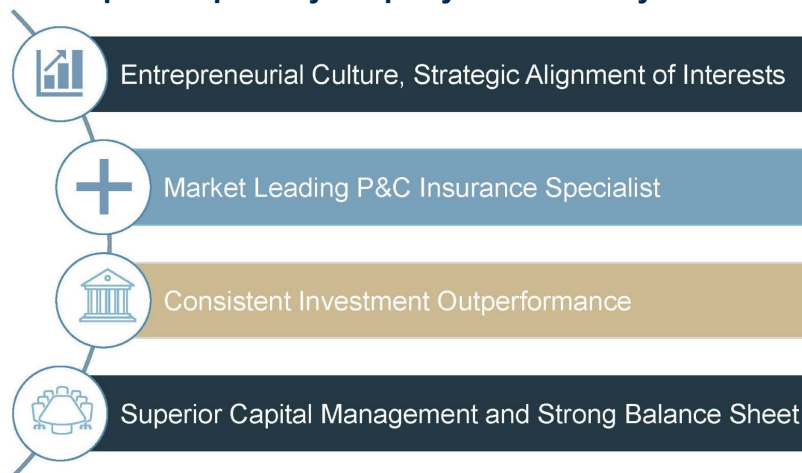 Entrepreneurial Culture, Strategic Alignment of Interests
Market Leading P&C Insurance Specialist
Consistent Investment Outperformance
Superior Capital Management and Strong Balance Sheet